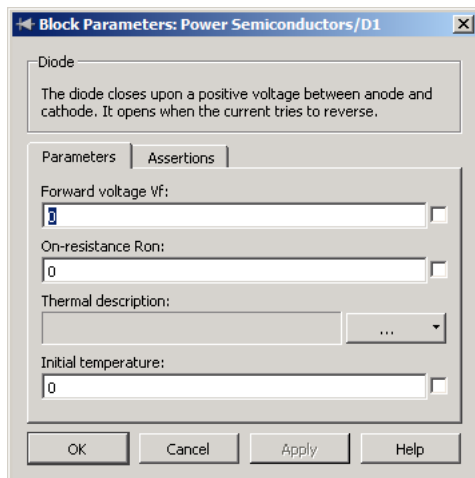 Block Parameters: Power Semiconductors/D1
Diode
The diode closes upon a positive voltage between anode and
cathode. It opens when the current tries to reverse.
Parameters Assertions
Forward voltage Vf:
0
On-resistance Ron:
0
Thermal description:
...
Initial temperature:
0
OK Cancel Apply Help